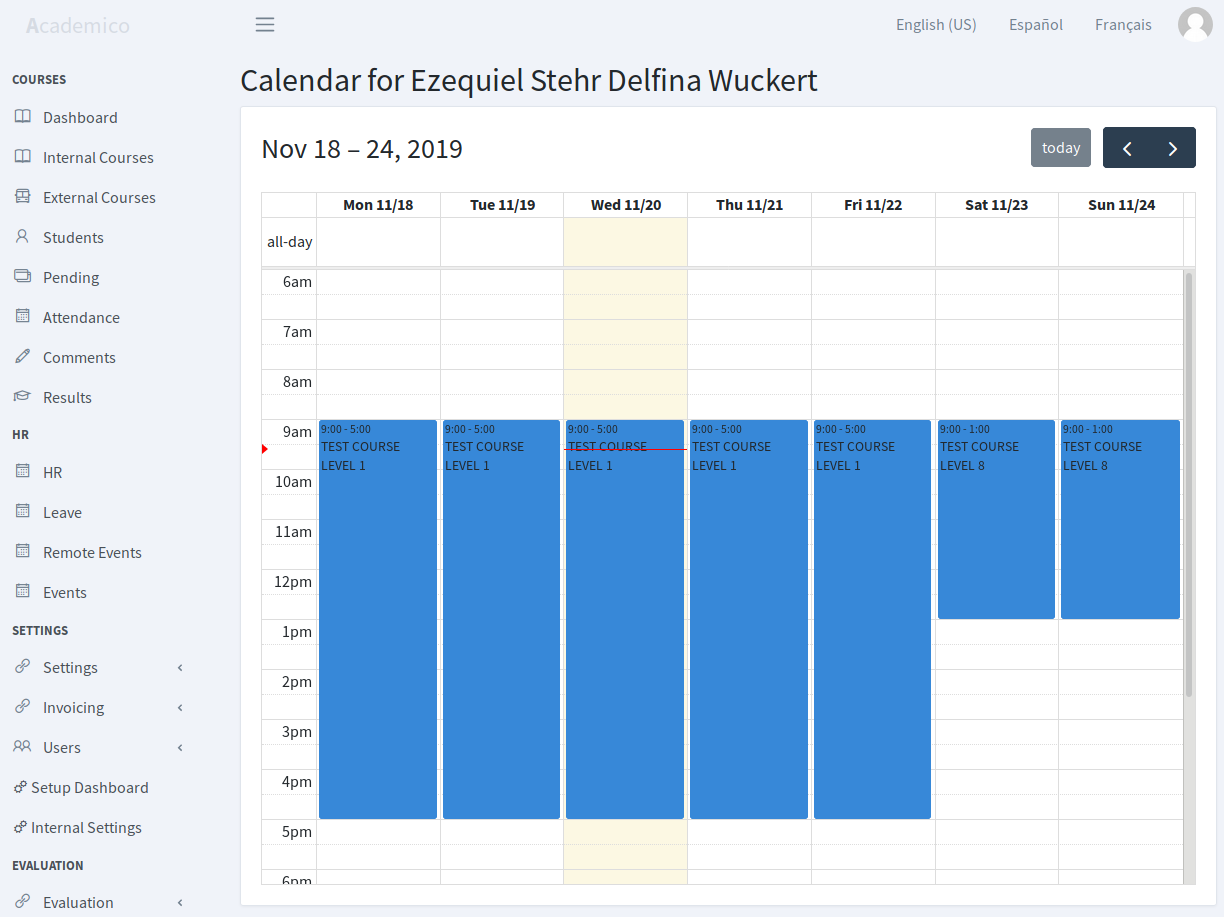 Academico
English (US) Español Français
COURSES
Dashboard
Internal Courses
External Courses
Students
Pending
Attendance
Comments
Results
HR
HR
Leave
Remote Events
Events
SETTINGS
Settings
Invoicing
Users
Setup Dashboard
Internal Settings
EVALUATION
Evaluation
Calendar for Ezequiel Stehr Delfina Wuckert
Nov 18 – 24, 2019
today
Mon 11/18 Tue 11/19 Wed 11/20 Thu 11/21 Fri 11/22 Sat 11/23 Sun 11/24
all-day
6am
7am
8am
9am
10am
11am
12pm
1pm
2pm
3pm
4pm
5pm
6pm
9:00 - 5:00
TEST COURSE
LEVEL 1
9:00 - 5:00
TEST COURSE
LEVEL 1
9:00 - 5:00
TEST COURSE
LEVEL 1
9:00 - 5:00
TEST COURSE
LEVEL 1
9:00 - 5:00
TEST COURSE
LEVEL 1
9:00 - 1:00
TEST COURSE
LEVEL 8
9:00 - 1:00
TEST COURSE
LEVEL 8